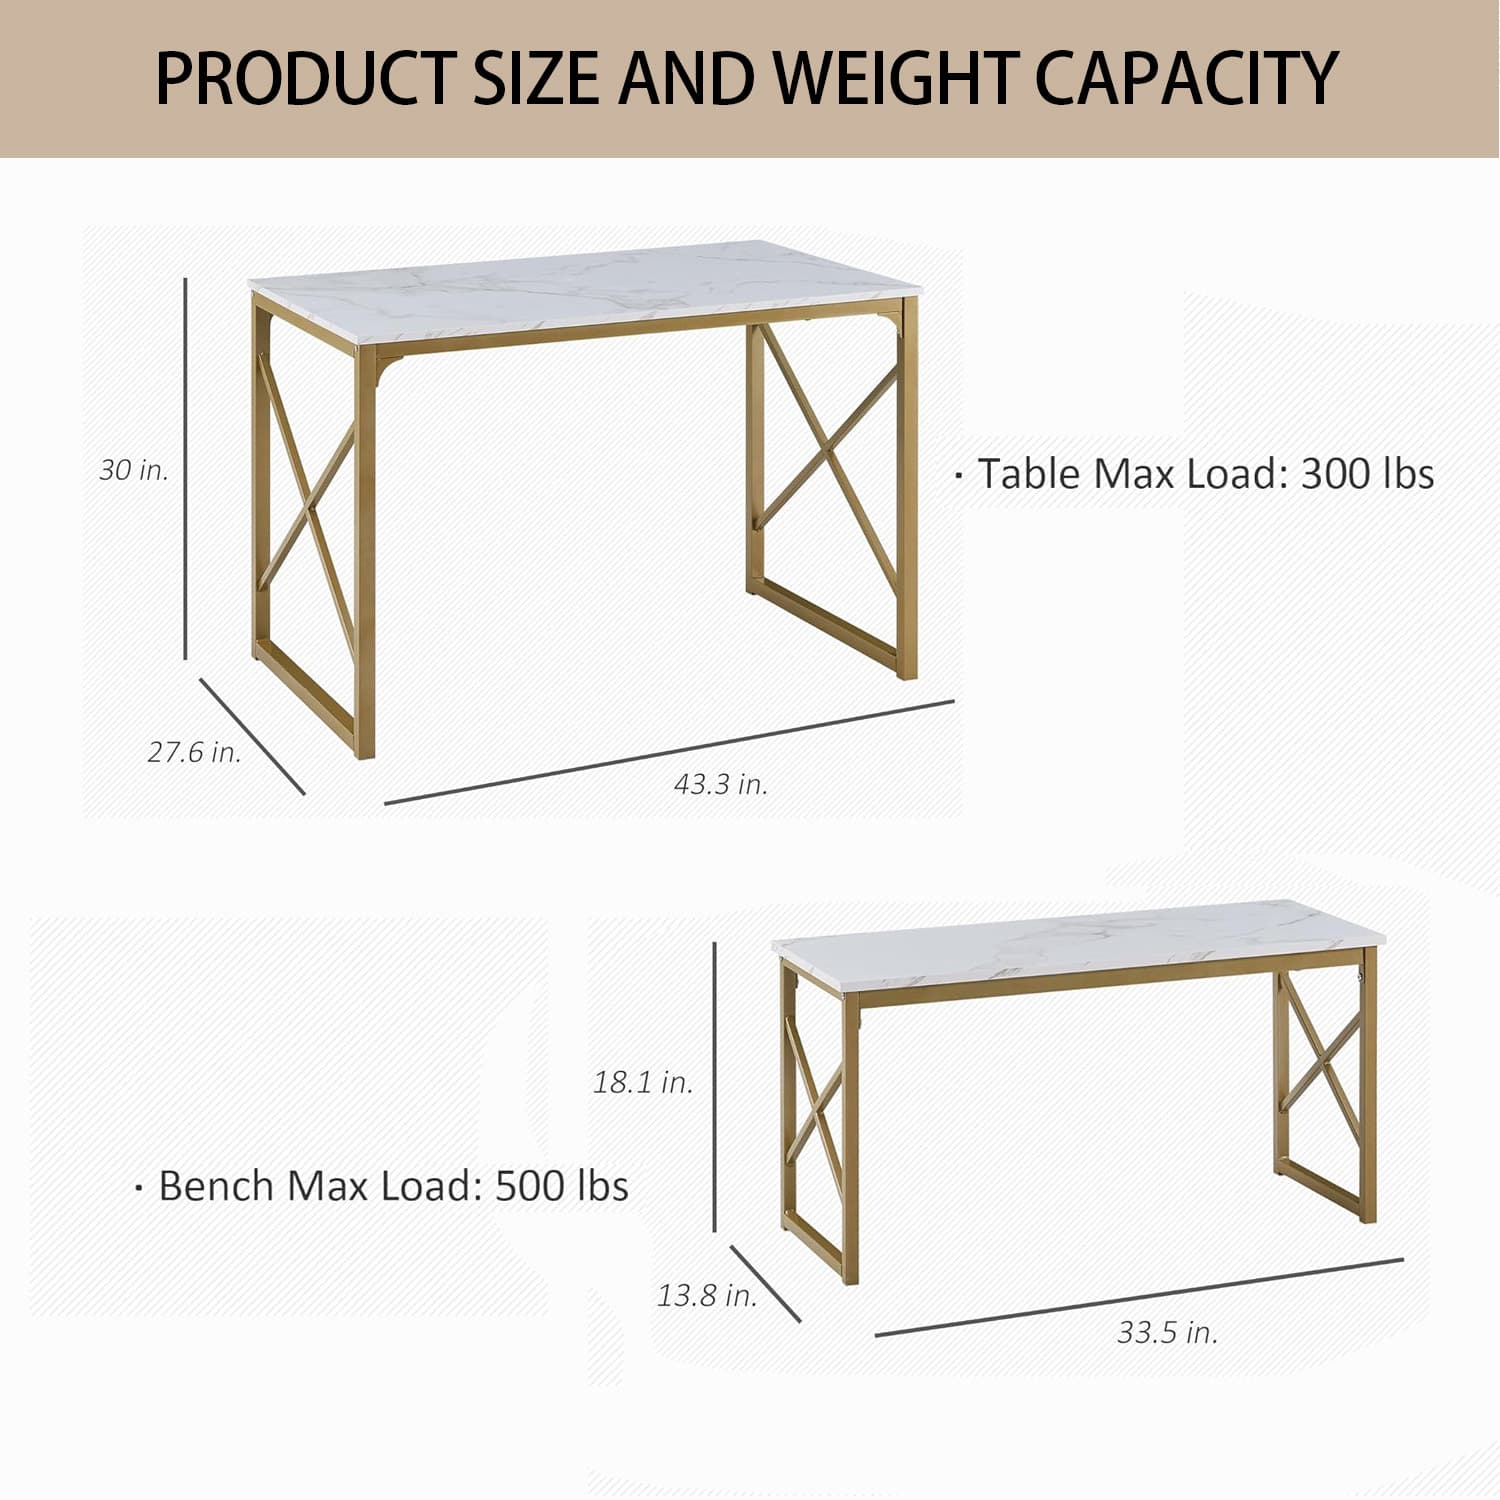 PRODUCT SIZE AND WEIGHT CAPACITY
30 in.
· Table Max Load: 300 lbs
27.6 in.
43.3 in.
18.1 in.
· Bench Max Load: 500 lbs
13.8 in.
33.5 in.